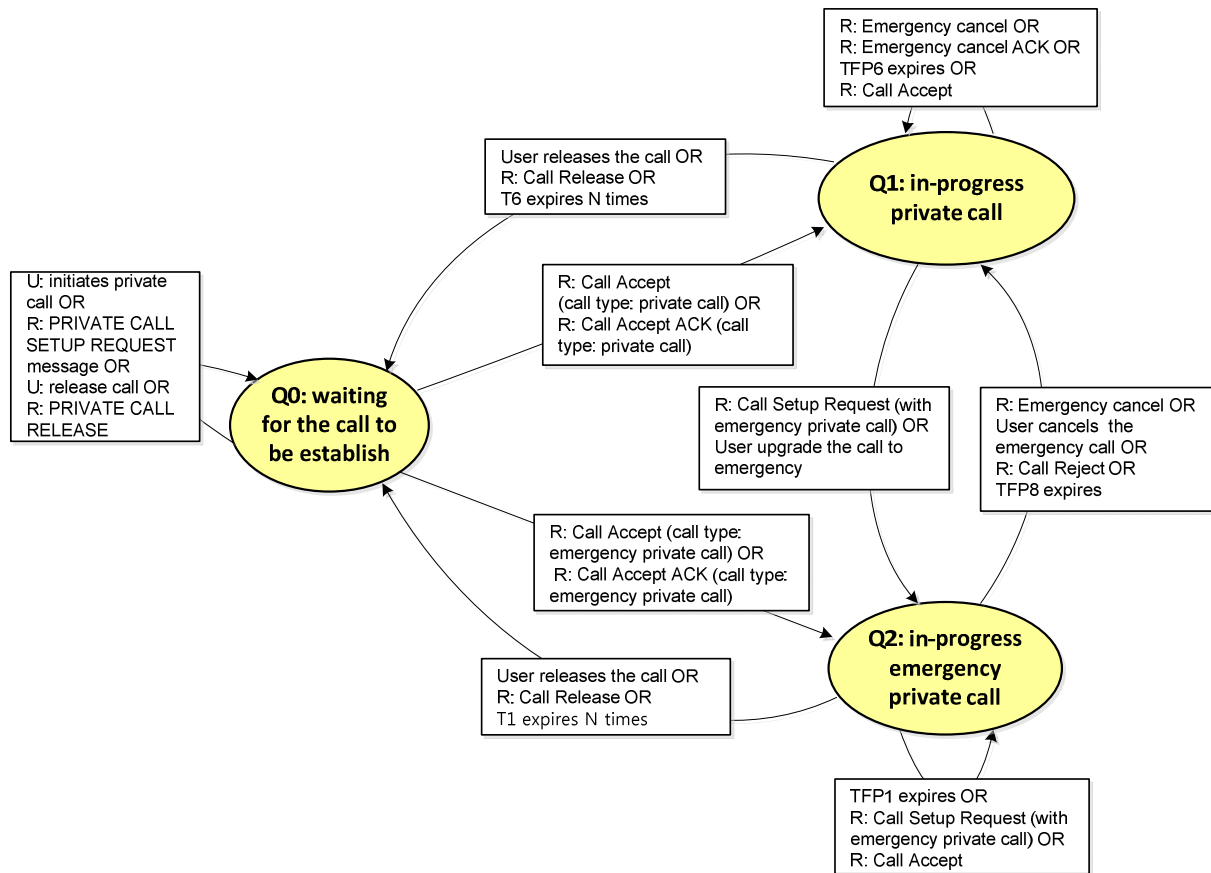 R: Emergency cancel OR
R: Emergency cancel ACK OR
TFP6 expires OR
R: Call Accept
User releases the call OR
R: Call Release OR
T6 expires N times
Q1: in-progress
private call
U: initiates private
call OR
R: PRIVATE CALL
SETUP REQUEST
message OR
U: release call OR
R: PRIVATE CALL
RELEASE
R: Call Accept
(call type: private call) OR
R: Call Accept ACK (call
type: private call)
Q0: waiting
for the call to
be establish
R: Call Setup Request (with
emergency private call) OR
User upgrade the call to
emergency
R: Emergency cancel OR
User cancels the
emergency call OR
R: Call Reject OR
TFP8 expires
R: Call Accept (call type:
emergency private call) OR
R: Call Accept ACK (call type:
emergency private call)
Q2: in-progress
emergency
private call
User releases the call OR
R: Call Release OR
T1 expires N times
TFP1 expires OR
R: Call Setup Request (with
emergency private call) OR
R: Call Accept